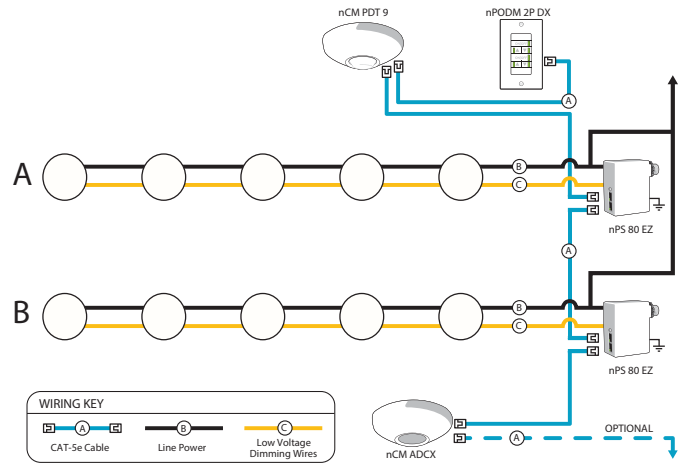 nCM PDT 9
nPODM 2P DX
A
A
B
C
nPS 80 EZ
A
B
B
C
nPS 80 EZ
WIRING KEY
A
B
C
CAT-5e Cable
Line Power
Low Voltage
Dimming Wires
nCM ADCX
A
OPTIONAL